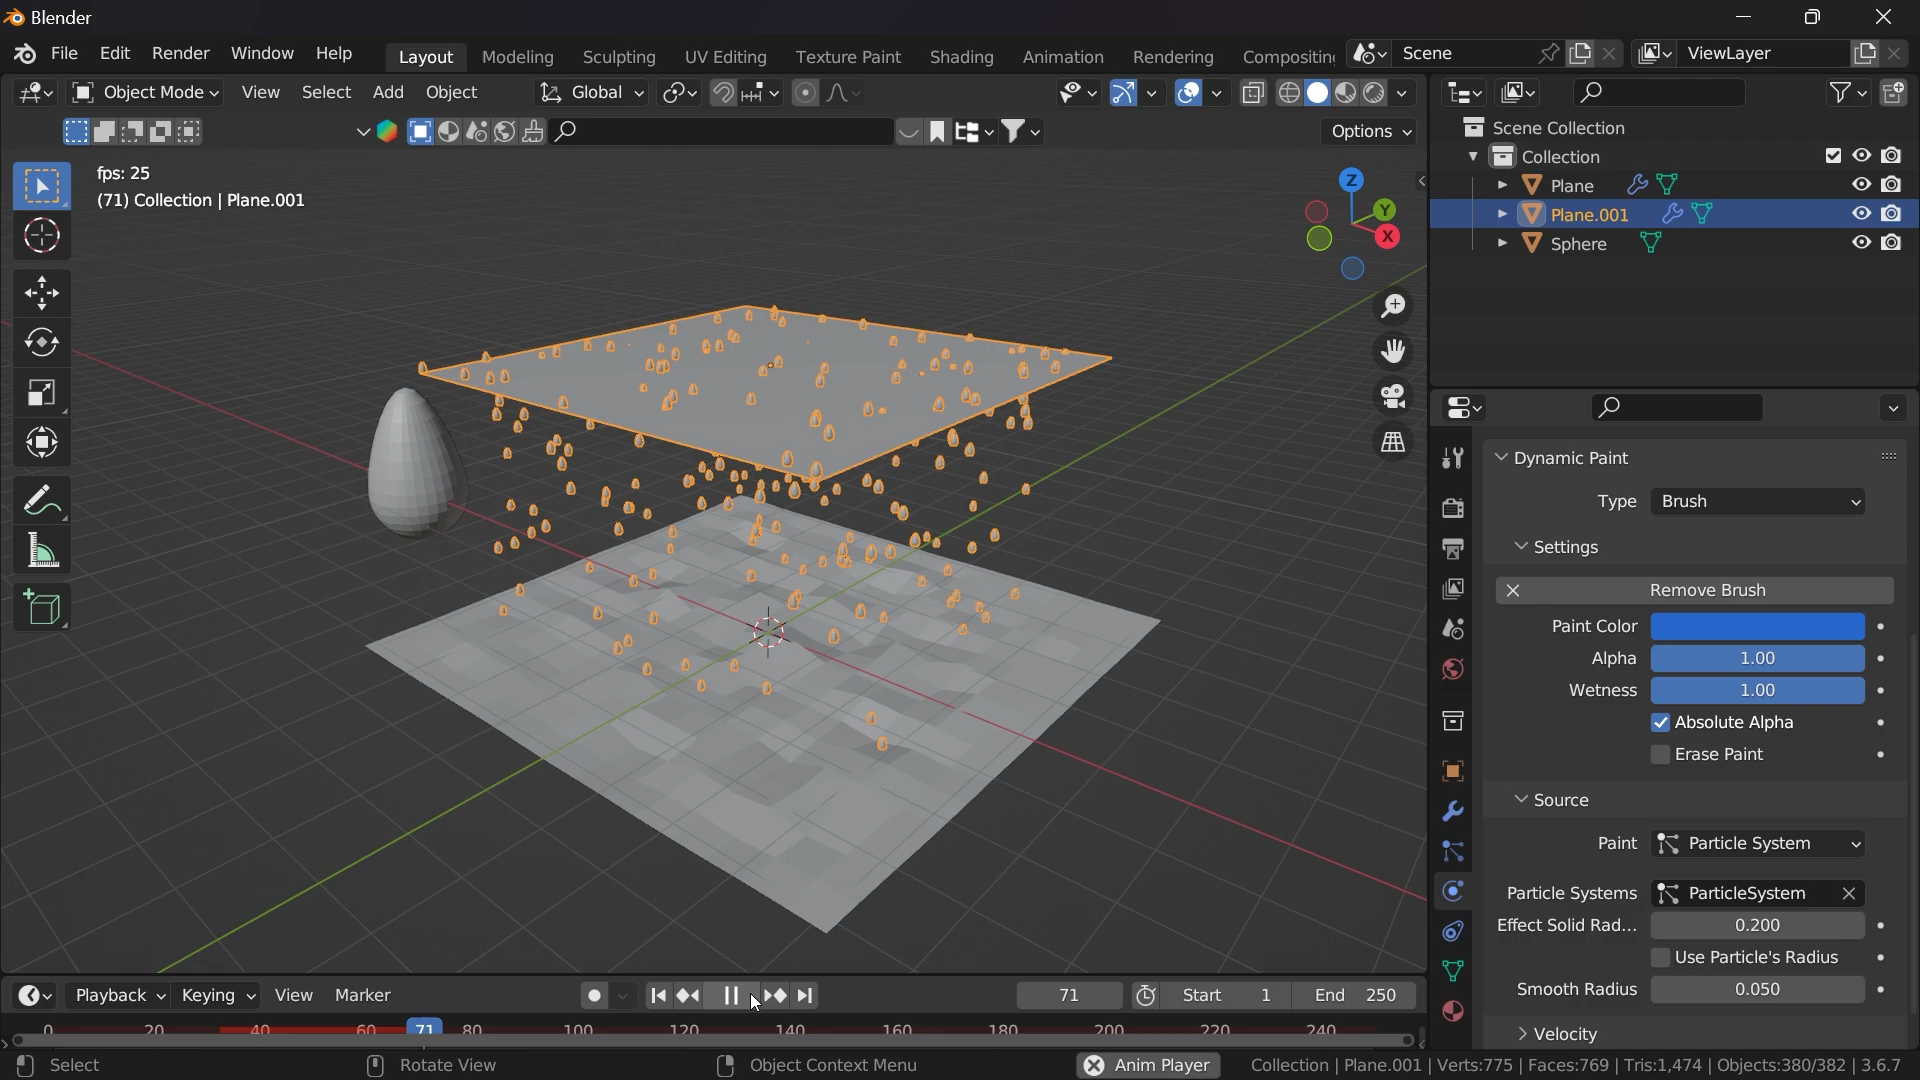 Blender
File Edit Render Window Help Layout Modeling Sculpting UV Editing Texture Paint Shading Animation Rendering Compositing Scene ViewLayer
Object Mode View Select Add Object Global
Options
fps: 25
(71) Collection | Plane.001
Z
Y
X
Scene Collection
Collection
Plane
Plane.001
Sphere
Dynamic Paint
Type Brush
Settings
Remove Brush
Paint Color
Alpha 1.00
Wetness 1.00
Absolute Alpha
Erase Paint
Source
Paint Particle System
Particle Systems ParticleSystem
Effect Solid Rad... 0.200
Use Particle's Radius
Smooth Radius 0.050
Velocity
Playback Keying View Marker 71 Start 1 End 250
0 20 40 60 71 80 100 120 140 160 180 200 220 240
Select Rotate View Object Context Menu Anim Player Collection | Plane.001 | Verts:775 | Faces:769 | Tris:1,474 | Objects:380/382 | 3.6.7